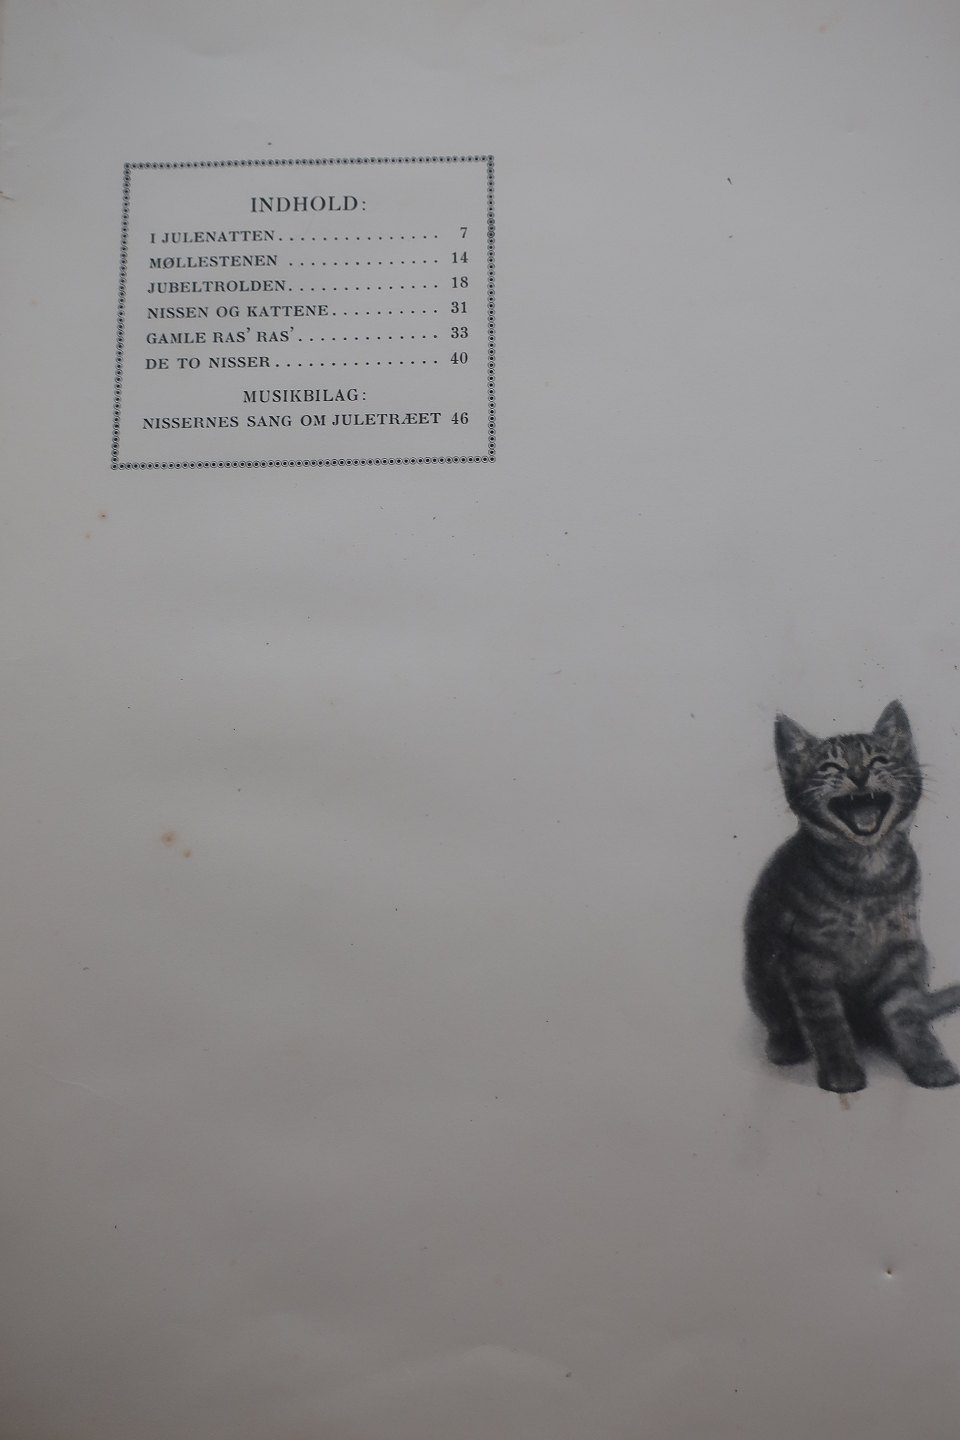 INDHOLD:
I JULENATTEN............... 7
MØLLESTENEN .............. 14
JUBELTROLDEN.............. 18
NISSEN OG KATTENE.......... 31
GAMLE RAS' RAS'............. 33
DE TO NISSER............... 40
MUSIKBILAG:
NISSERNES SANG OM JULETRÆET 46